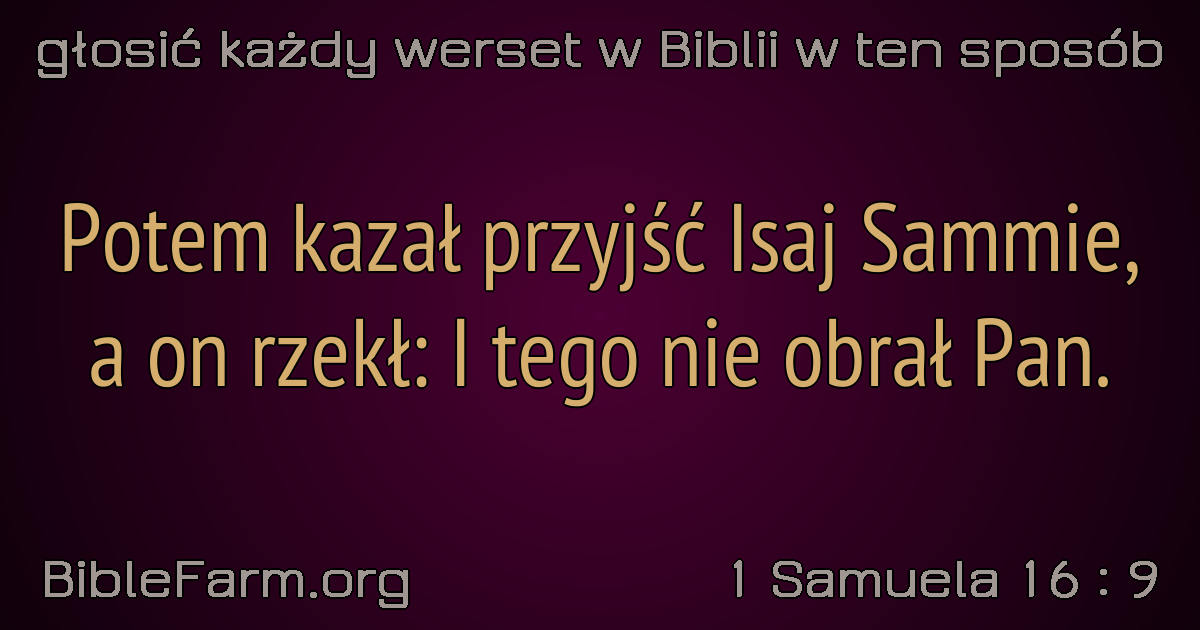 głosić każdy werset w Biblii w ten sposób
Potem kazał przyjść Isaj Sammie,
a on rzekł: I tego nie obrał Pan.
BibleFarm.org
1 Samuela 16 : 9